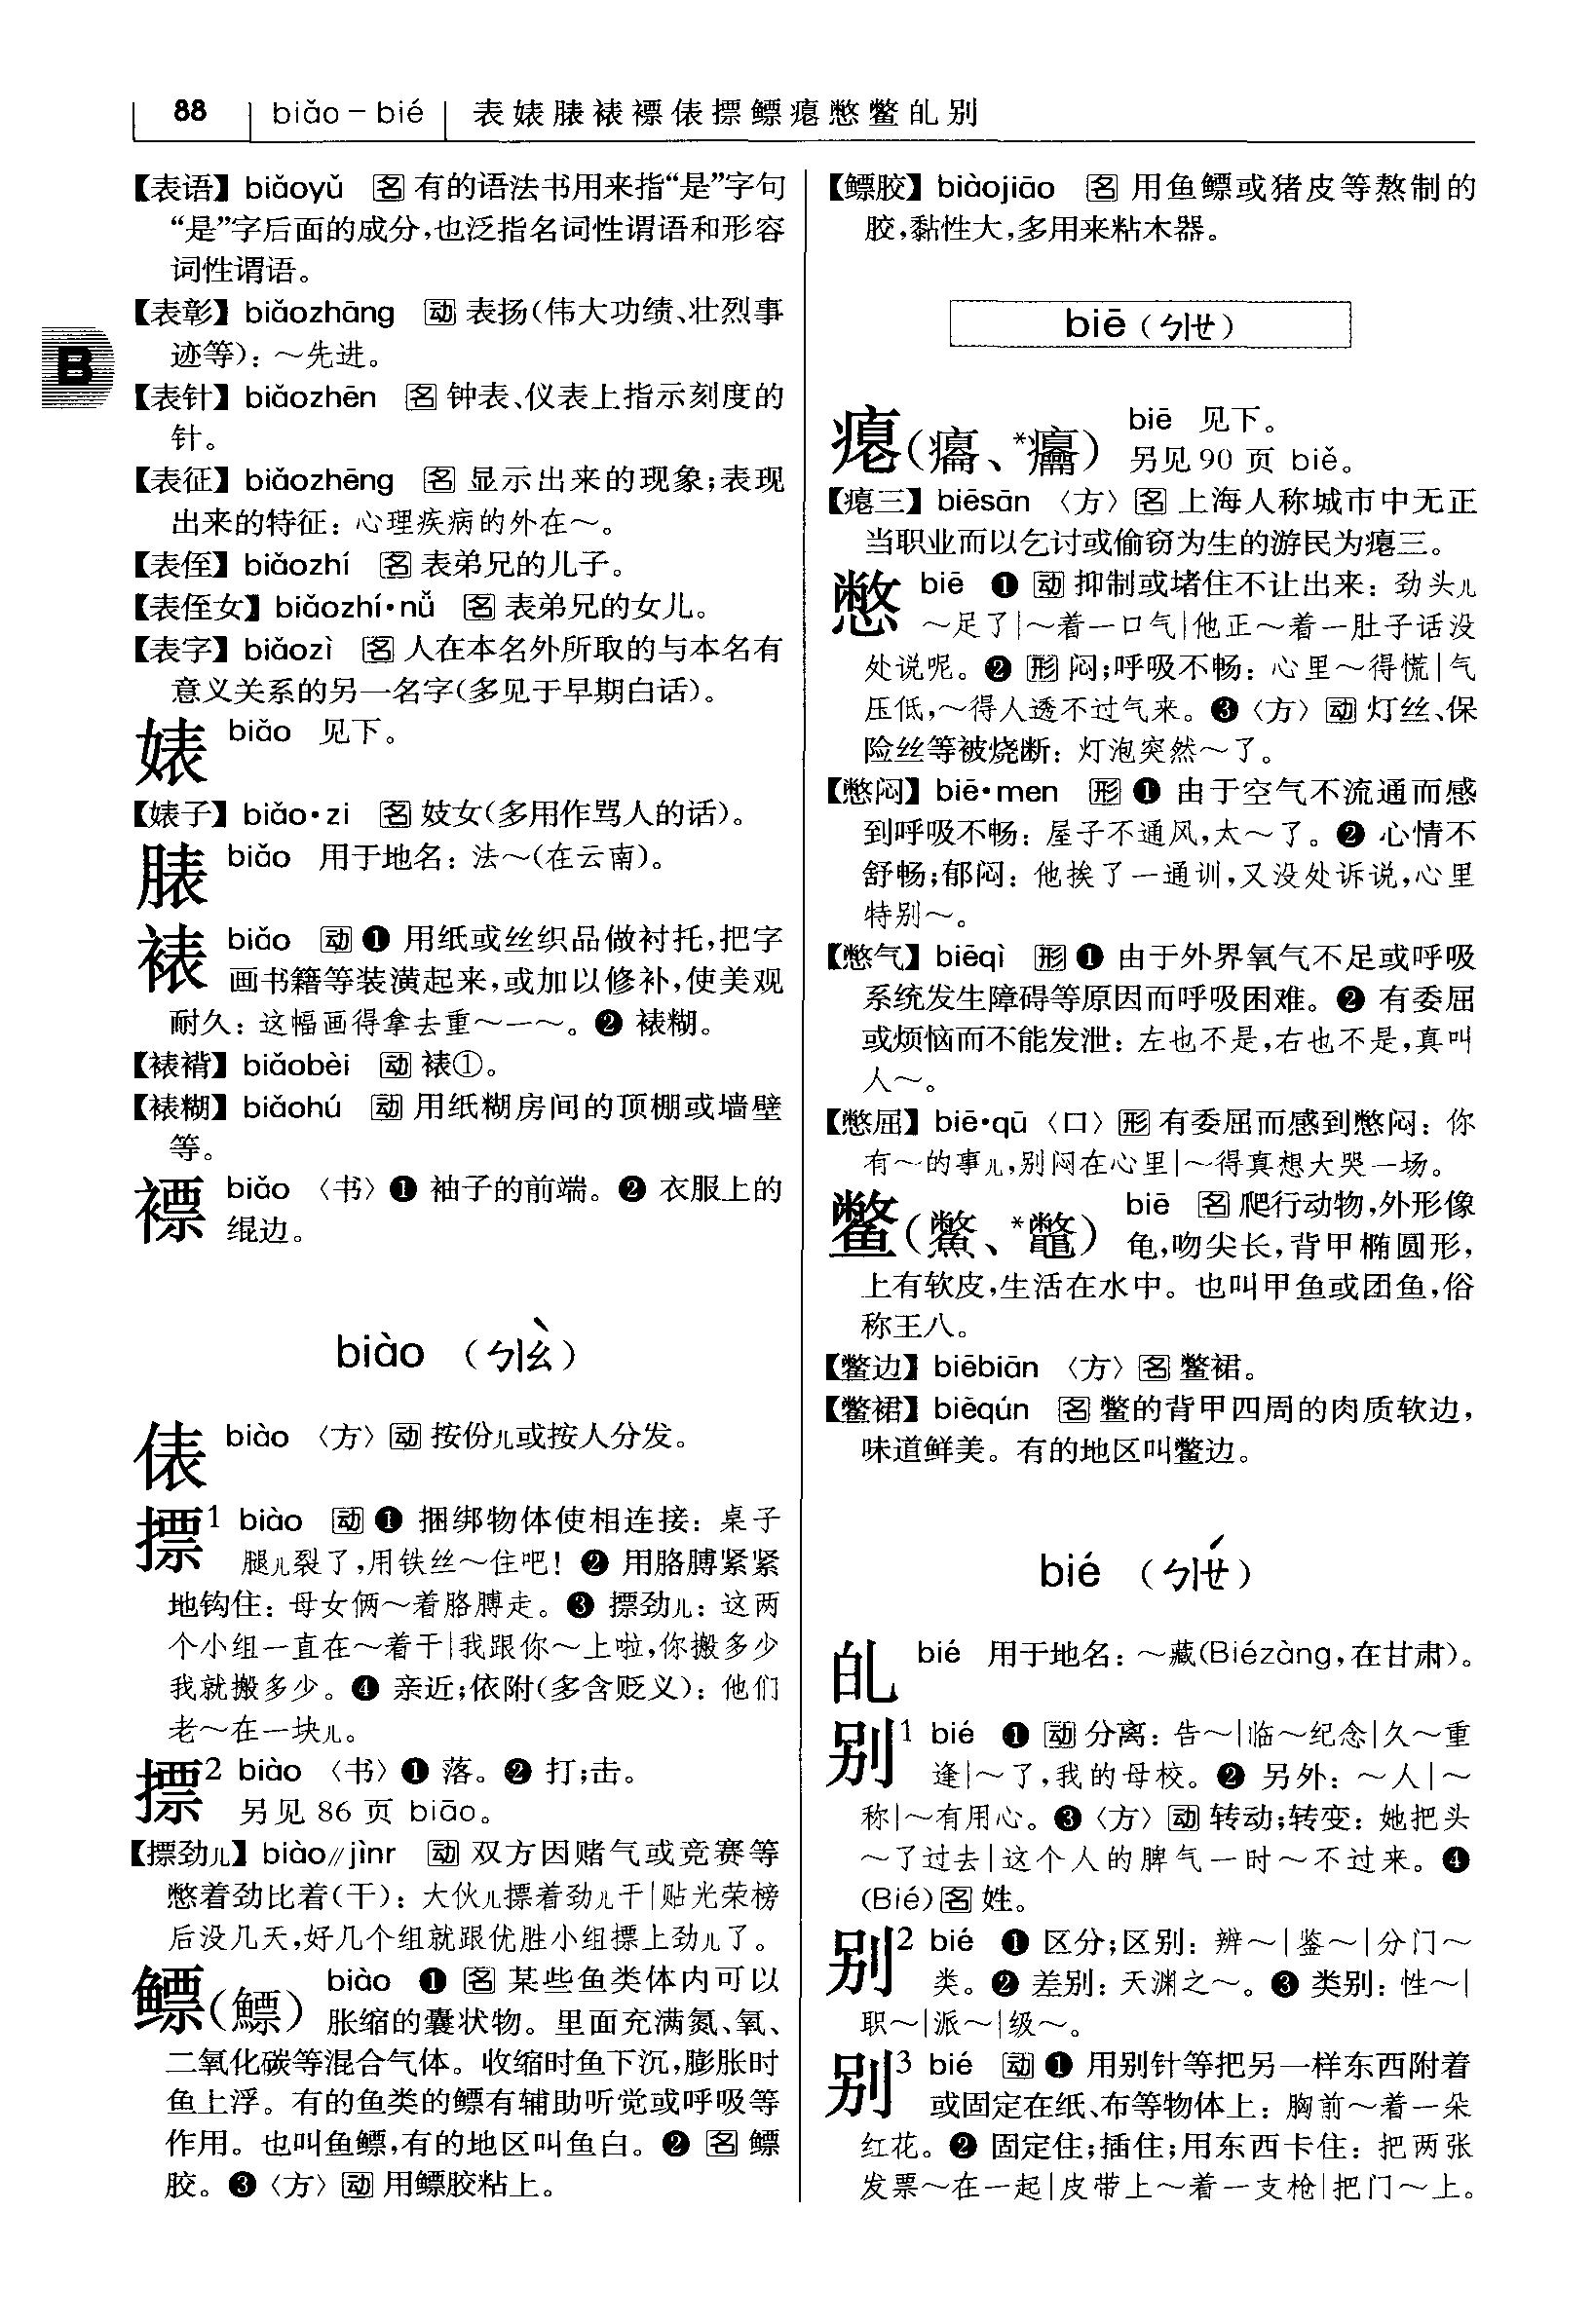 88 biǎo－bié 表婊脿裱褾俵摽鳔瘪憋鳖𬀩别
【表语】biǎoyǔ 名 有的语法书用来指“是”字句
“是”字后面的成分，也泛指名词性谓语和形容
词性谓语。
【表彰】biǎozhāng 动 表扬（伟大功绩、壮烈事
迹等）：～先进。
B
【表针】biǎozhēn 名 钟表、仪表上指示刻度的
针。
【表征】biǎozhēng 名 显示出来的现象；表现
出来的特征：心理疾病的外在～。
【表侄】biǎozhí 名 表弟兄的儿子。
【表侄女】biǎozhí·nǚ 名 表弟兄的女儿。
【表字】biǎozì 名 人在本名外所取的与本名有
意义关系的另一名字（多见于早期白话）。
婊 biǎo 见下。
【婊子】biǎo·zi 名 妓女（多用作骂人的话）。
脿 biǎo 用于地名：法～（在云南）。
裱 biǎo 动 ❶ 用纸或丝织品做衬托，把字
画书籍等装潢起来，或加以修补，使美观
耐久：这幅画得拿去重～一～。❷ 裱糊。
【裱褙】biǎobèi 动 裱①。
【裱糊】biǎohú 动 用纸糊房间的顶棚或墙壁
等。
褾 biǎo 〈书〉❶ 袖子的前端。❷ 衣服上的
绲边。
biào （ㄅㄧㄠˋ）
俵 biào 〈方〉动 按份儿或按人分发。
摽1 biào 动 ❶ 捆绑物体使相连接：桌子
腿儿裂了，用铁丝～住吧！❷ 用胳膊紧紧
地钩住：母女俩～着胳膊走。❸ 摽劲儿：这两
个小组一直在～着干|我跟你～上啦，你搬多少
我就搬多少。❹ 亲近；依附（多含贬义）：他们
老～在一块儿。
摽2 biào 〈书〉❶ 落。❷ 打；击。
另见 86 页 biāo。
【摽劲儿】biào//jìnr 动 双方因赌气或竞赛等
憋着劲比着（干）：大伙儿摽着劲儿干|贴光荣榜
后没几天，好几个组就跟优胜小组摽上劲儿了。
鳔（鰾） biào ❶ 名 某些鱼类体内可以
胀缩的囊状物。里面充满氮、氧、
二氧化碳等混合气体。收缩时鱼下沉，膨胀时
鱼上浮。有的鱼类的鳔有辅助听觉或呼吸等
作用。也叫鱼鳔，有的地区叫鱼白。❷ 名 鳔
胶。❸〈方〉动 用鳔胶粘上。
【鳔胶】biàojiāo 名 用鱼鳔或猪皮等熬制的
胶，黏性大，多用来粘木器。
biē（ㄅㄧㄝ）
瘪（癟、*癟） biē 见下。
另见 90 页 biě。
【瘪三】biēsān 〈方〉名 上海人称城市中无正
当职业而以乞讨或偷窃为生的游民为瘪三。
憋 biē ❶ 动 抑制或堵住不让出来：劲头儿
～足了|～着一口气|他正～着一肚子话没
处说呢。❷ 形 闷；呼吸不畅：心里～得慌|气
压低，～得人透不过气来。❸〈方〉动 灯丝、保
险丝等被烧断：灯泡突然～了。
【憋闷】biē·men 形 ❶ 由于空气不流通而感
到呼吸不畅：屋子不通风，太～了。❷ 心情不
舒畅；郁闷：他挨了一通训，又没处诉说，心里
特别～。
【憋气】biēqì 形 ❶ 由于外界氧气不足或呼吸
系统发生障碍等原因而呼吸困难。❷ 有委屈
或烦恼而不能发泄：左也不是，右也不是，真叫
人～。
【憋屈】biē·qū〈口〉形 有委屈而感到憋闷：你
有～的事儿，别闷在心里|～得真想大哭一场。
鳖（鱉、*鼈） biē 名 爬行动物，外形像
龟，吻尖长，背甲椭圆形，
上有软皮，生活在水中。也叫甲鱼或团鱼，俗
称王八。
【鳖边】biēbiān 〈方〉名 鳖裙。
【鳖裙】biēqún 名 鳖的背甲四周的肉质软边，
味道鲜美。有的地区叫鳖边。
bié （ㄅㄧㄝˊ）
𬀩 bié 用于地名：～藏（Biézàng，在甘肃）。
别1 bié ❶ 动 分离：告～|临～纪念|久～重
逢|～了，我的母校。❷ 另外：～人|～
称|～有用心。❸〈方〉动 转动；转变：她把头
～了过去|这个人的脾气一时～不过来。❹
（Bié）名 姓。
别2 bié ❶ 区分；区别：辨～|鉴～|分门～
类。❷ 差别：天渊之～。❸ 类别：性～|
职～|派～|级～。
别3 bié 动 ❶ 用别针等把另一样东西附着
或固定在纸、布等物体上：胸前～着一朵
红花。❷ 固定住；插住；用东西卡住：把两张
发票～在一起|皮带上～着一支枪|把门～上。